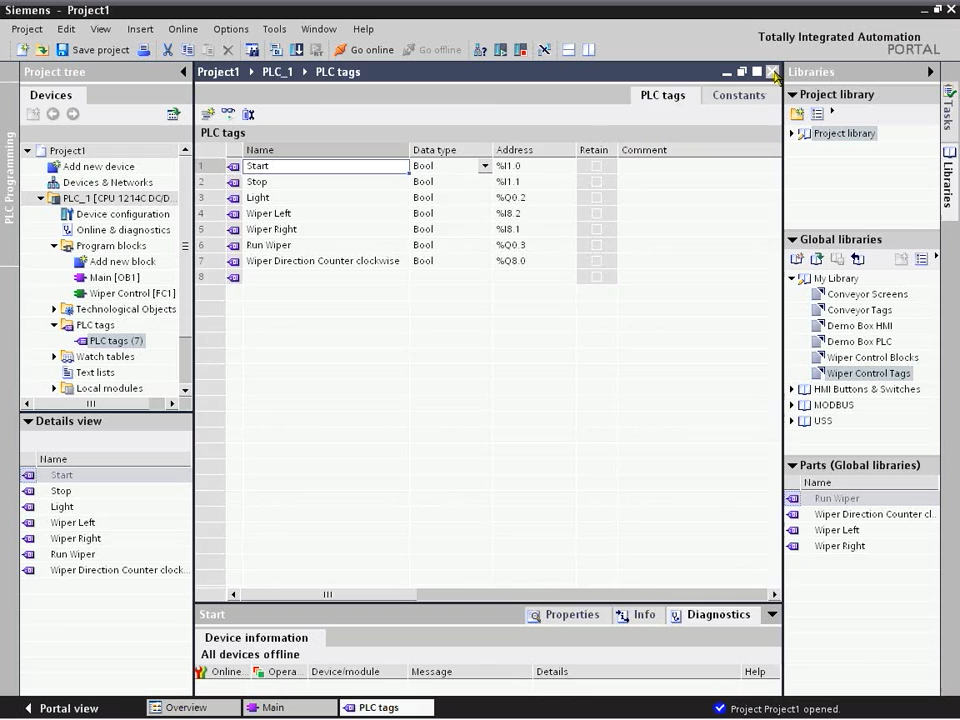 Siemens - Project1
Project Edit View Insert Online Options Tools Window Help
Totally Integrated Automation
PORTAL
Save project Go online Go offline
Project tree
Devices
PLC Programming
Project1
Add new device
Devices & Networks
PLC_1 [CPU 1214C DC/D...
Device configuration
Online & diagnostics
Program blocks
Add new block
Main [OB1]
Wiper Control [FC1]
Technological Objects
PLC tags
PLC tags (7)
Watch tables
Text lists
Local modules
Details view
Name
Start
Stop
Light
Wiper Left
Wiper Right
Run Wiper
Wiper Direction Counter clock...
Project1 PLC_1 PLC tags
PLC tags Constants
PLC tags
Name Data type Address Retain Comment
1 Start Bool %I1.0
2 Stop Bool %I1.1
3 Light Bool %Q0.2
4 Wiper Left Bool %I8.2
5 Wiper Right Bool %I8.1
6 Run Wiper Bool %Q0.3
7 Wiper Direction Counter clockwise Bool %Q8.0
8
Start
Properties Info Diagnostics
Device information
All devices offline
Online... Opera... Device/module Message Details Help
Libraries
Project library
Project library
Global libraries
My Library
Conveyor Screens
Conveyor Tags
Demo Box HMI
Demo Box PLC
Wiper Control Blocks
Wiper Control Tags
HMI Buttons & Switches
MODBUS
USS
Parts (Global libraries)
Name
Run Wiper
Wiper Direction Counter cl...
Wiper Left
Wiper Right
Tasks
Libraries
Portal view Overview Main PLC tags
Project Project1 opened.